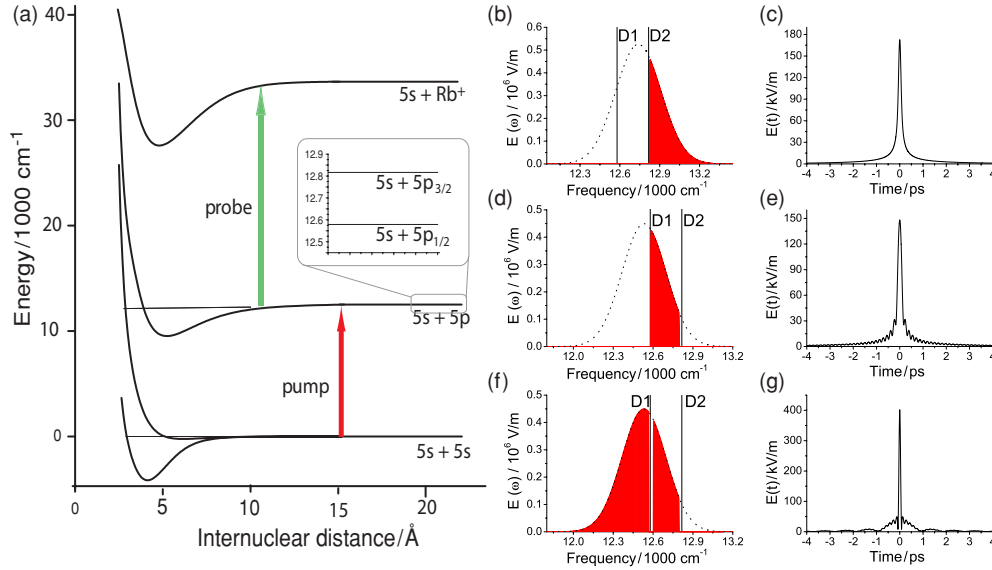 (a)
40
30
20
10
0
Energy/1000 cm⁻¹
0
5
10
15
20
Internuclear distance/Å
5s + Rb⁺
probe
12.9
12.8
12.7
12.6
12.5
5s + 5p3/2
5s + 5p1/2
5s + 5p
pump
5s + 5s
(b)
D1 D2
0.5
0.4
0.3
0.2
0.1
0.0
E (ω) / 10⁶ V/m
12.0 12.3 12.6 12.9 13.2
Frequency/1000 cm⁻¹
(c)
180
150
120
90
60
30
0
E(t)/kV/m
-4 -3 -2 -1 0 1 2 3 4
Time/ps
(d)
D1 D2
0.5
0.4
0.3
0.2
0.1
0.0
E (ω) / 10⁶ V/m
12.0 12.3 12.6 12.9 13.2
Frequency/1000 cm⁻¹
(e)
150
120
90
60
30
0
E(t)/kV/m
-4 -3 -2 -1 0 1 2 3 4
Time/ps
(f)
D1 D2
0.5
0.4
0.3
0.2
0.1
0.0
E (ω) / 10⁶ V/m
12.0 12.3 12.6 12.9 13.2
Frequency/1000 cm⁻¹
(g)
400
300
200
100
0
E(t)/kV/m
-4 -3 -2 -1 0 1 2 3 4
Time/ps